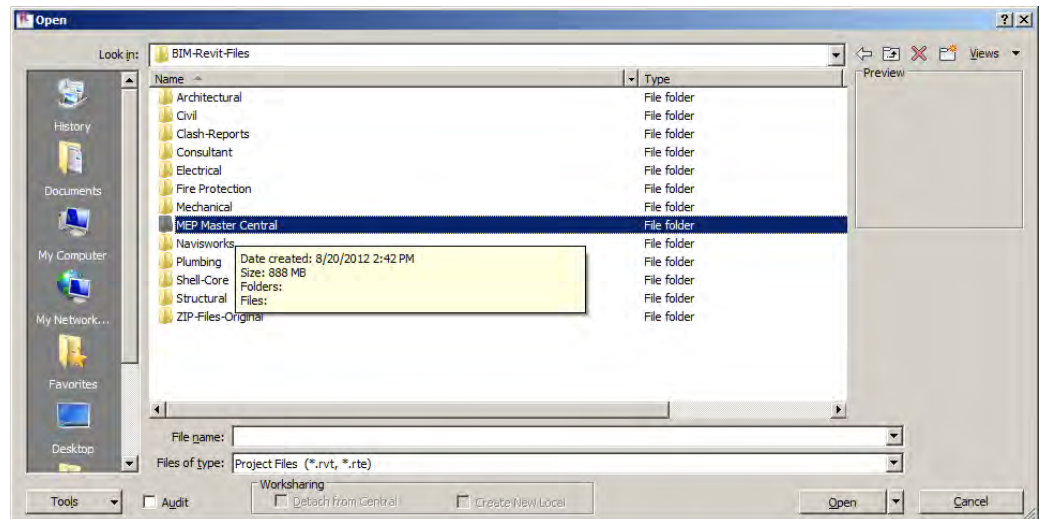 Open
Look in: BIM-Revit-Files Views
Name Type Preview
Architectural File folder
Civil File folder
Clash-Reports File folder
Consultant File folder
Electrical File folder
Fire Protection File folder
Mechanical File folder
MEP Master Central File folder
Navisworks File folder
Plumbing File folder
Shell-Core File folder
Structural File folder
ZIP-Files-Original File folder
Date created: 8/20/2012 2:42 PM
Size: 888 MB
Folders:
Files:
History
Documents
My Computer
My Network...
Favorites
Desktop
File name:
Files of type: Project Files (*.rvt, *.rte)
Worksharing
Tools Audit Detach from Central Create New Local Open Cancel